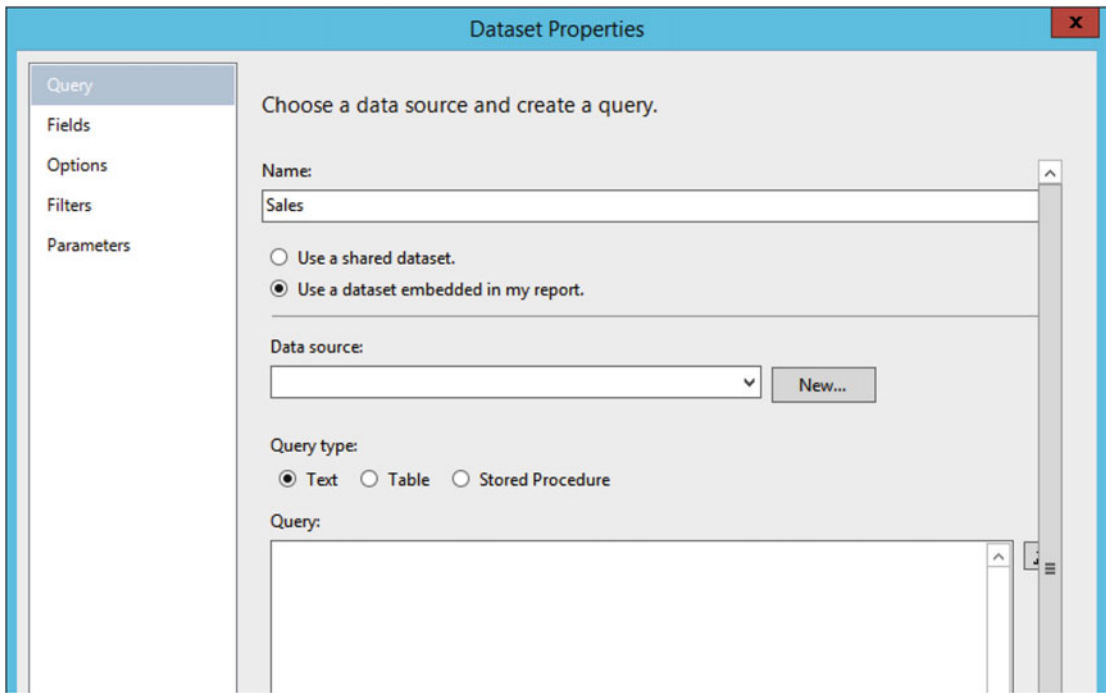 Dataset Properties
x
Query
Fields
Options
Filters
Parameters
Choose a data source and create a query.
Name:
Sales
Use a shared dataset.
Use a dataset embedded in my report.
Data source:
New...
Query type:
Text Table Stored Procedure
Query: